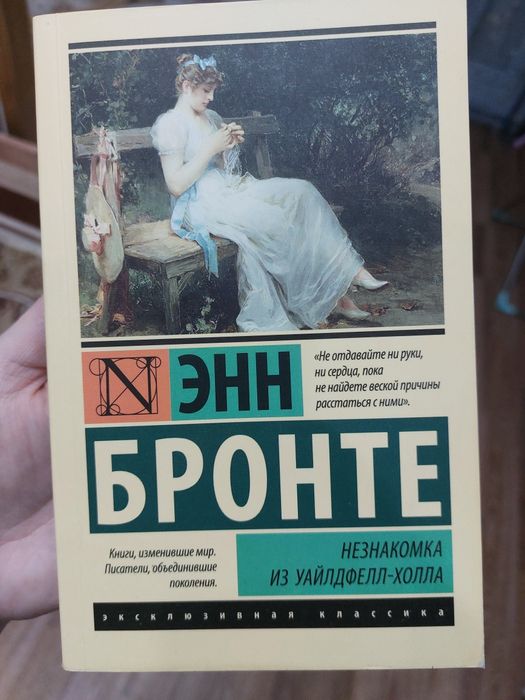 N ЭНН
«Не отдавайте ни руки,
ни сердца, пока
не найдете веской причины
расстаться с ними».
БРОНТЕ
Книги, изменившие мир.
Писатели, объединившие
поколения.
НЕЗНАКОМКА
ИЗ УАЙЛДФЕЛЛ-ХОЛЛА
эксклюзивная классика